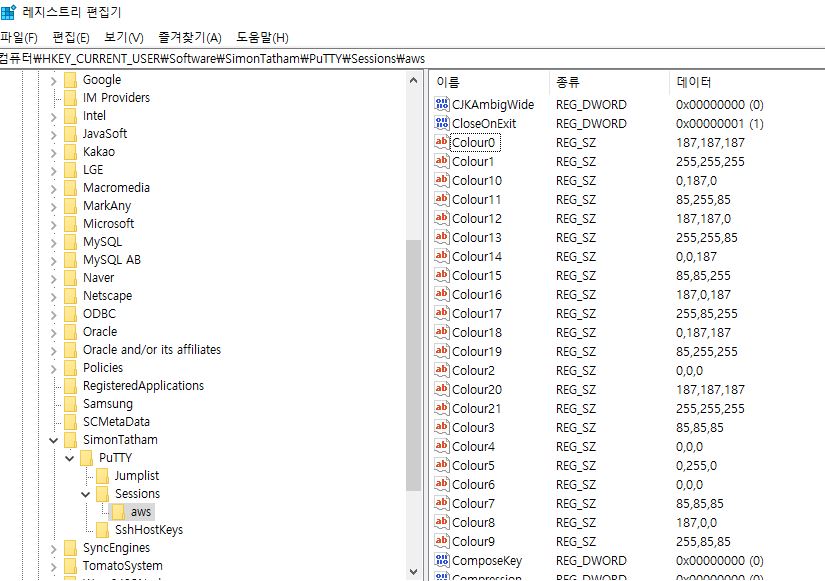 레지스트리 편집기
파일(F) 편집(E) 보기(V) 즐겨찾기(A) 도움말(H)
컴퓨터₩HKEY_CURRENT_USER₩Software₩SimonTatham₩PuTTY₩Sessions₩aws
Google
IM Providers
Intel
JavaSoft
Kakao
LGE
Macromedia
MarkAny
Microsoft
MySQL
MySQL AB
Naver
Netscape
ODBC
Oracle
Oracle and/or its affiliates
Policies
RegisteredApplications
Samsung
SCMetaData
SimonTatham
PuTTY
Jumplist
Sessions
aws
SshHostKeys
SyncEngines
TomatoSystem
이름 종류 데이터
CJKAmbigWide REG_DWORD 0x00000000 (0)
CloseOnExit REG_DWORD 0x00000001 (1)
Colour0 REG_SZ 187,187,187
Colour1 REG_SZ 255,255,255
Colour10 REG_SZ 0,187,0
Colour11 REG_SZ 85,255,85
Colour12 REG_SZ 187,187,0
Colour13 REG_SZ 255,255,85
Colour14 REG_SZ 0,0,187
Colour15 REG_SZ 85,85,255
Colour16 REG_SZ 187,0,187
Colour17 REG_SZ 255,85,255
Colour18 REG_SZ 0,187,187
Colour19 REG_SZ 85,255,255
Colour2 REG_SZ 0,0,0
Colour20 REG_SZ 187,187,187
Colour21 REG_SZ 255,255,255
Colour3 REG_SZ 85,85,85
Colour4 REG_SZ 0,0,0
Colour5 REG_SZ 0,255,0
Colour6 REG_SZ 0,0,0
Colour7 REG_SZ 85,85,85
Colour8 REG_SZ 187,0,0
Colour9 REG_SZ 255,85,85
ComposeKey REG_DWORD 0x00000000 (0)
Compression REG_DWORD 0x00000000 (0)